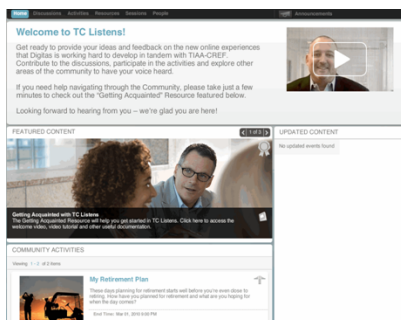 Home Discussions Activities Resources Sessions People
Announcements
Welcome to TC Listens!
Get ready to provide your ideas and feedback on the new online experiences
that Digitas is working hard to develop in tandem with TIAA-CREF.
Contribute to the discussions, participate in the activities and explore other
areas of the community to have your voice heard.
If you need help navigating through the Community, please take just a few
minutes to check out the "Getting Acquainted" Resource featured below.
Looking forward to hearing from you – we're glad you are here!
FEATURED CONTENT
1 of 3
UPDATED CONTENT
No updated events found
Getting Acquainted with TC Listens
The Getting Acquainted Resource will help you get started in TC Listens. Click here to access the
welcome video, video tutorial and other useful documentation.
COMMUNITY ACTIVITIES
Viewing 1 - 2 of 2 items
My Retirement Plan
These days planning for retirement starts well before you're even close to
retiring. How have you planned for retirement and what are you hoping for
when the day comes?